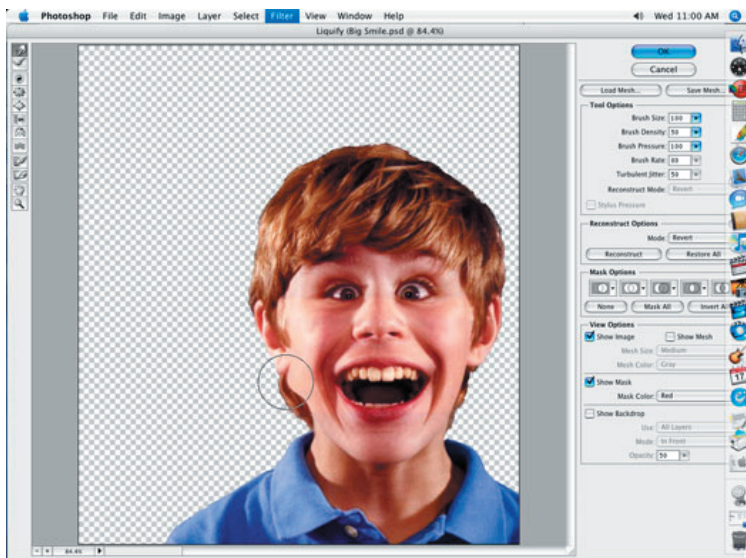 Photoshop File Edit Image Layer Select Filter View Window Help Wed 11:00 AM
Liquify (Big Smile.psd @ 84.4%)
OK
Cancel
Load Mesh... Save Mesh...
Tool Options
Brush Size: 100
Brush Density: 50
Brush Pressure: 100
Brush Rate: 80
Turbulent Jitter: 50
Reconstruct Mode: Revert
Stylus Pressure
Reconstruct Options
Mode: Revert
Reconstruct Restore All
Mask Options
None Mask All Invert
View Options
Show Image Show Mesh
Mesh Size: Medium
Mesh Color: Gray
Show Mask
Mask Color: Red
Show Backdrop
Use: All Layers
Mode: In Front
Opacity: 50
84.4%
17